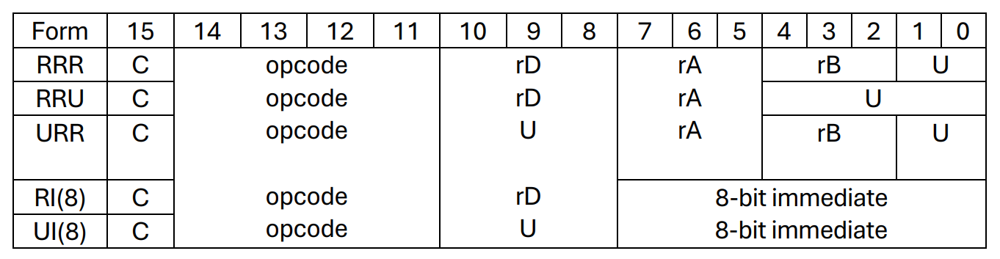 Form 15 14 13 12 11 10 9 8 7 6 5 4 3 2 1 0
RRR C opcode rD rA rB U
RRU C opcode rD rA U
URR C opcode U rA rB U
RI(8) C opcode rD 8-bit immediate
UI(8) C opcode U 8-bit immediate